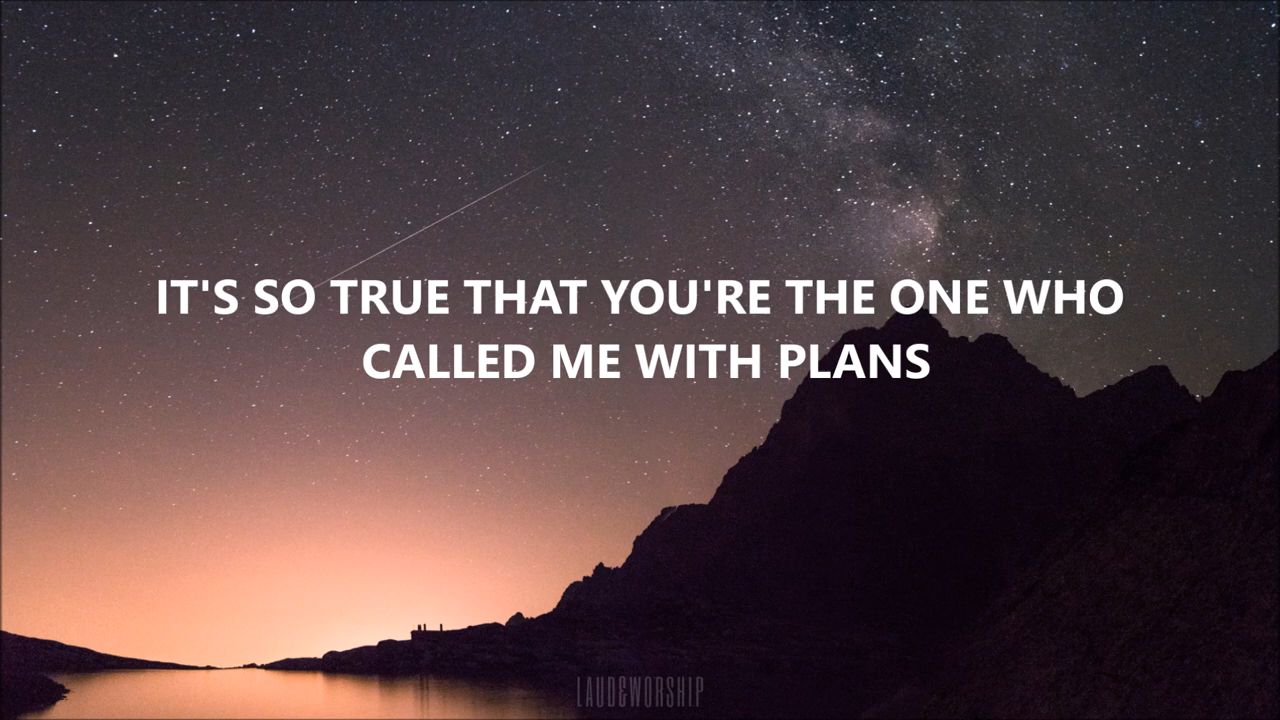 IT'S SO TRUE THAT YOU'RE THE ONE WHO
CALLED ME WITH PLANS
LAUD&WORSHIP